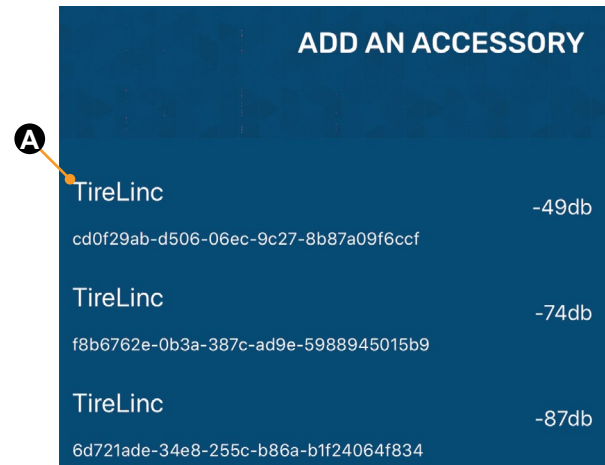 ADD AN ACCESSORY
A
TireLinc
-49db
cd0f29ab-d506-06ec-9c27-8b87a09f6ccf
TireLinc
-74db
f8b6762e-0b3a-387c-ad9e-5988945015b9
TireLinc
-87db
6d721ade-34e8-255c-b86a-b1f24064f834